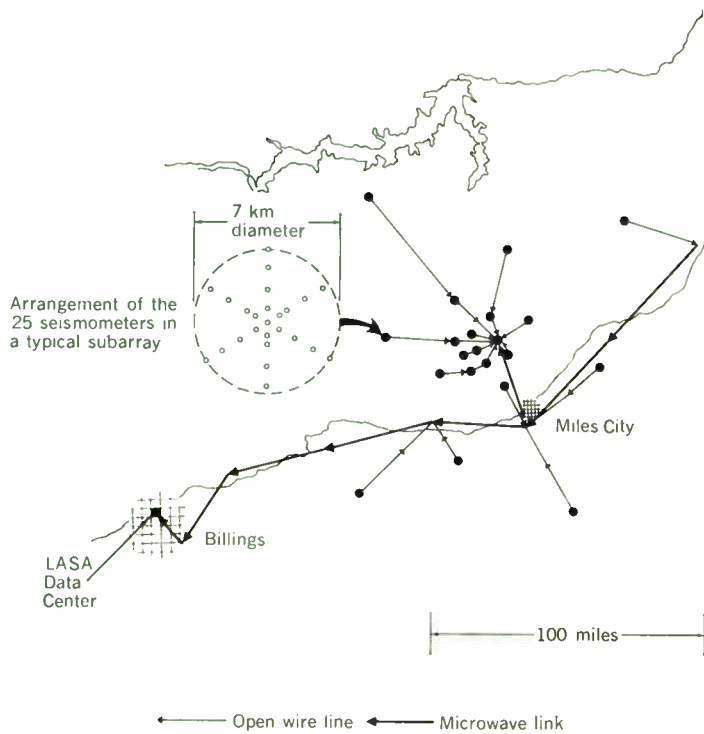 7 km
diameter
Arrangement of the
25 seismometers in
a typical subarray
Miles City
Billings
LASA
Data
Center
100 miles
Open wire line
Microwave link